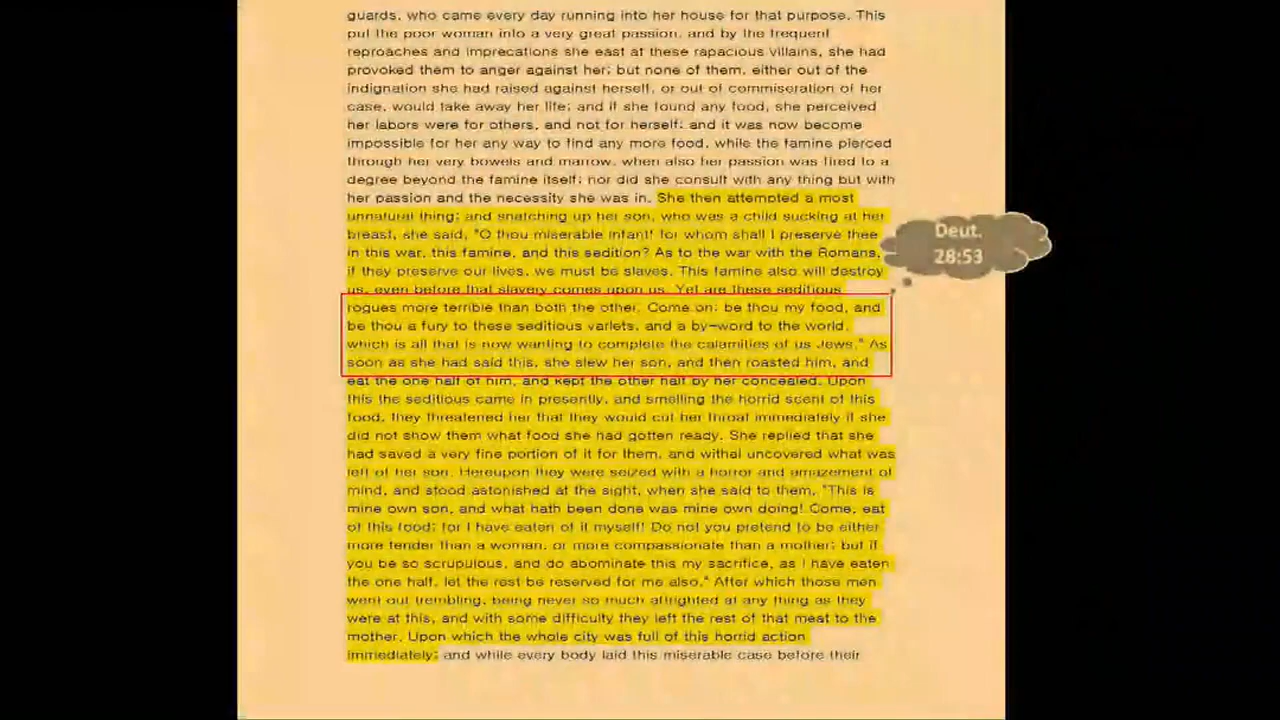 guards, who came every day running into her house for that purpose. This
put the poor woman into a very great passion, and by the frequent
reproaches and imprecations she east at these rapacious villains, she had
provoked them to anger against her; but none of them, either out of the
indignation she had raised against herself, or out of commiseration of her
case, would take away her life; and if she found any food, she perceived
her labors were for others, and not for herself; and it was now become
impossible for her any way to find any more food, while the famine pierced
through her very bowels and marrow, when also her passion was fired to a
degree beyond the famine itself; nor did she consult with any thing but with
her passion and the necessity she was in. She then attempted a most
unnatural thing; and snatching up her son, who was a child sucking at her
breast, she said, "O thou miserable infant! for whom shall I preserve thee
in this war, this famine, and this sedition? As to the war with the Romans,
if they preserve our lives, we must be slaves. This famine also will destroy
us, even before that slavery comes upon us. Yet are these seditious
rogues more terrible than both the other. Come on; be thou my food, and
be thou a fury to these seditious varlets, and a by-word to the world,
which is all that is now wanting to complete the calamities of us Jews." As
soon as she had said this, she slew her son, and then roasted him, and
eat the one half of him, and kept the other half by her concealed. Upon
this the seditious came in presently, and smelling the horrid scent of this
food, they threatened her that they would cut her throat immediately if she
did not show them what food she had gotten ready. She replied that she
had saved a very fine portion of it for them, and withal uncovered what was
left of her son. Hereupon they were seized with a horror and amazement of
mind, and stood astonished at the sight, when she said to them, "This is
mine own son, and what hath been done was mine own doing! Come, eat
of this food; for I have eaten of it myself! Do not you pretend to be either
more tender than a woman, or more compassionate than a mother; but if
you be so scrupulous, and do abominate this my sacrifice, as I have eaten
the one half, let the rest be reserved for me also." After which those men
went out trembling, being never so much affrighted at any thing as they
were at this, and with some difficulty they left the rest of that meat to the
mother. Upon which the whole city was full of this horrid action
immediately; and while every body laid this miserable case before their
Deut.
28:53